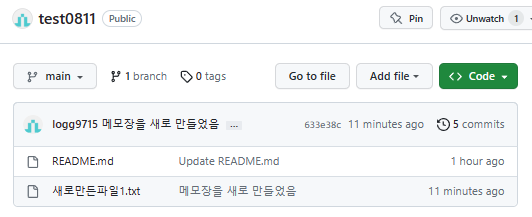 test0811 Public Pin Unwatch 1
main 1 branch 0 tags Go to file Add file Code
logg9715 메모장을 새로 만들었음 ... 633e38c 11 minutes ago 5 commits
README.md Update README.md 1 hour ago
새로만든파일1.txt 메모장을 새로 만들었음 11 minutes ago